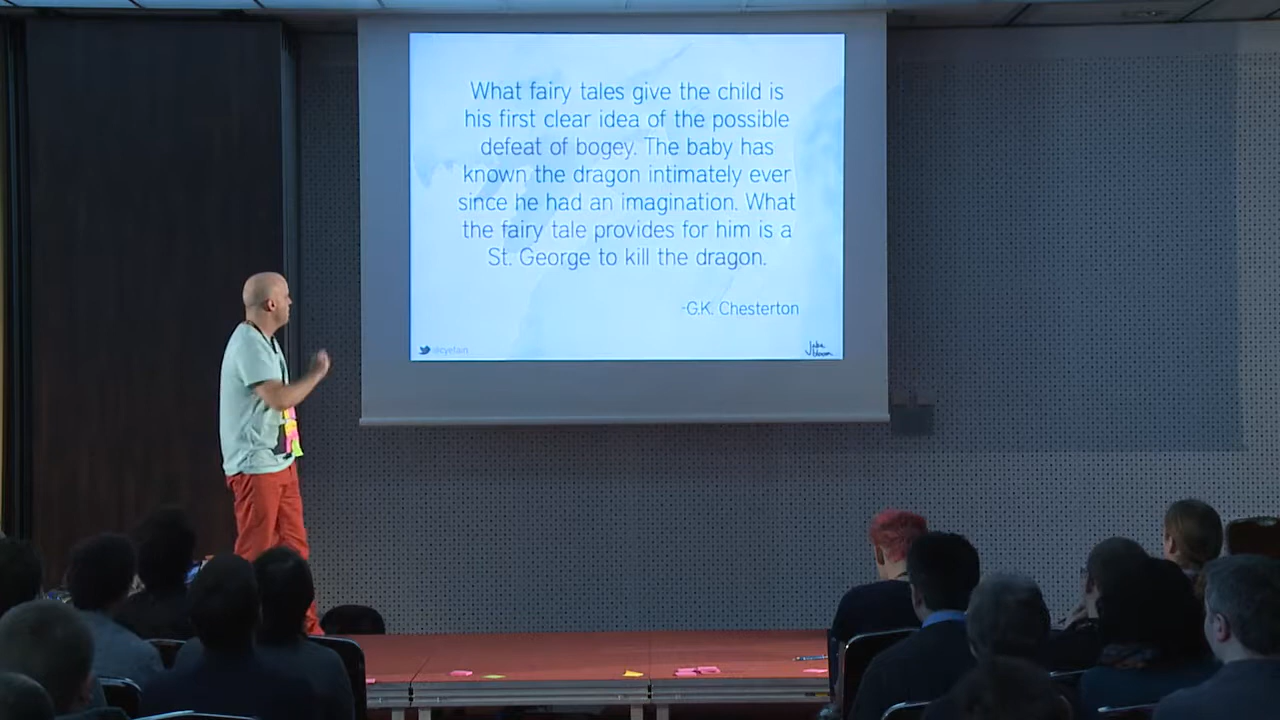 What fairy tales give the child is
his first clear idea of the possible
defeat of bogey. The baby has
known the dragon intimately ever
since he had an imagination. What
the fairy tale provides for him is a
St. George to kill the dragon.
-G.K. Chesterton
@cyetain